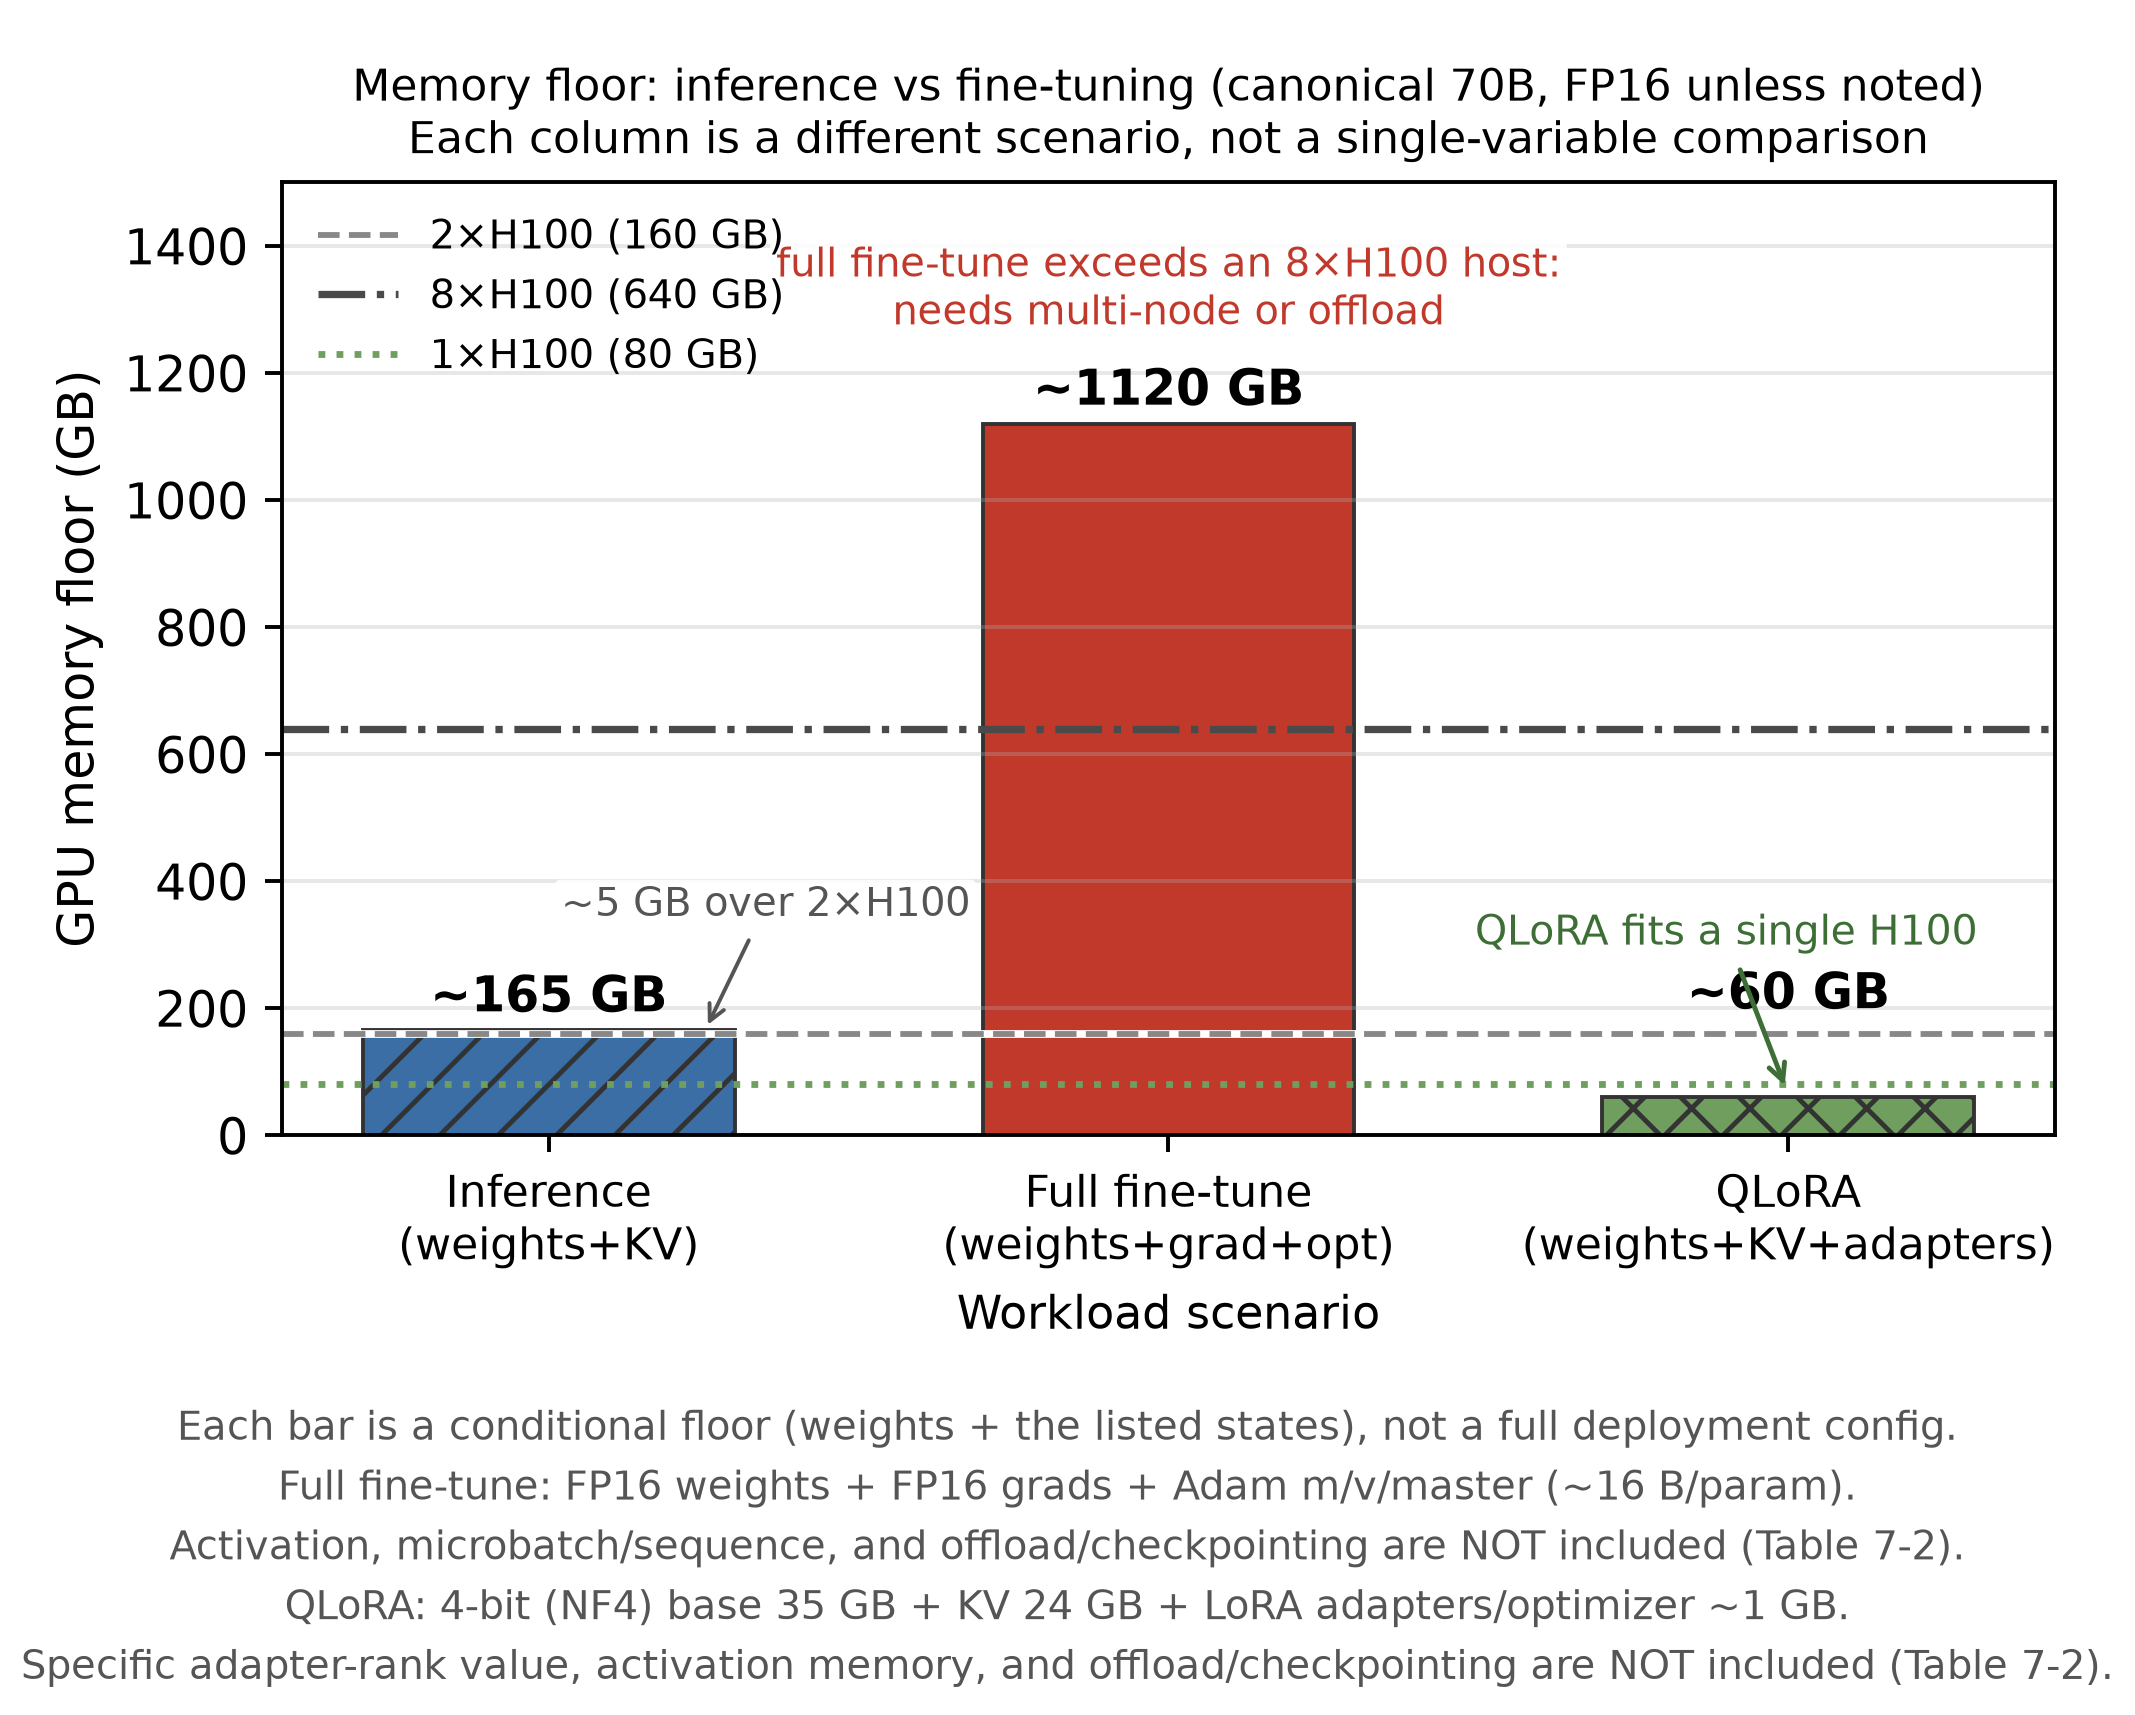 Memory floor: inference vs fine-tuning (canonical 70B, FP16 unless noted)
Each column is a different scenario, not a single-variable comparison
2×H100 (160 GB)
8×H100 (640 GB)
1×H100 (80 GB)
full fine-tune exceeds an 8×H100 host:
needs multi-node or offload
~1120 GB
~5 GB over 2×H100
~165 GB
QLoRA fits a single H100
~60 GB
GPU memory floor (GB)
1400
1200
1000
800
600
400
200
0
Inference
(weights+KV)
Full fine-tune
(weights+grad+opt)
QLoRA
(weights+KV+adapters)
Workload scenario
Each bar is a conditional floor (weights + the listed states), not a full deployment config.
Full fine-tune: FP16 weights + FP16 grads + Adam m/v/master (~16 B/param).
Activation, microbatch/sequence, and offload/checkpointing are NOT included (Table 7-2).
QLoRA: 4-bit (NF4) base 35 GB + KV 24 GB + LoRA adapters/optimizer ~1 GB.
Specific adapter-rank value, activation memory, and offload/checkpointing are NOT included (Table 7-2).